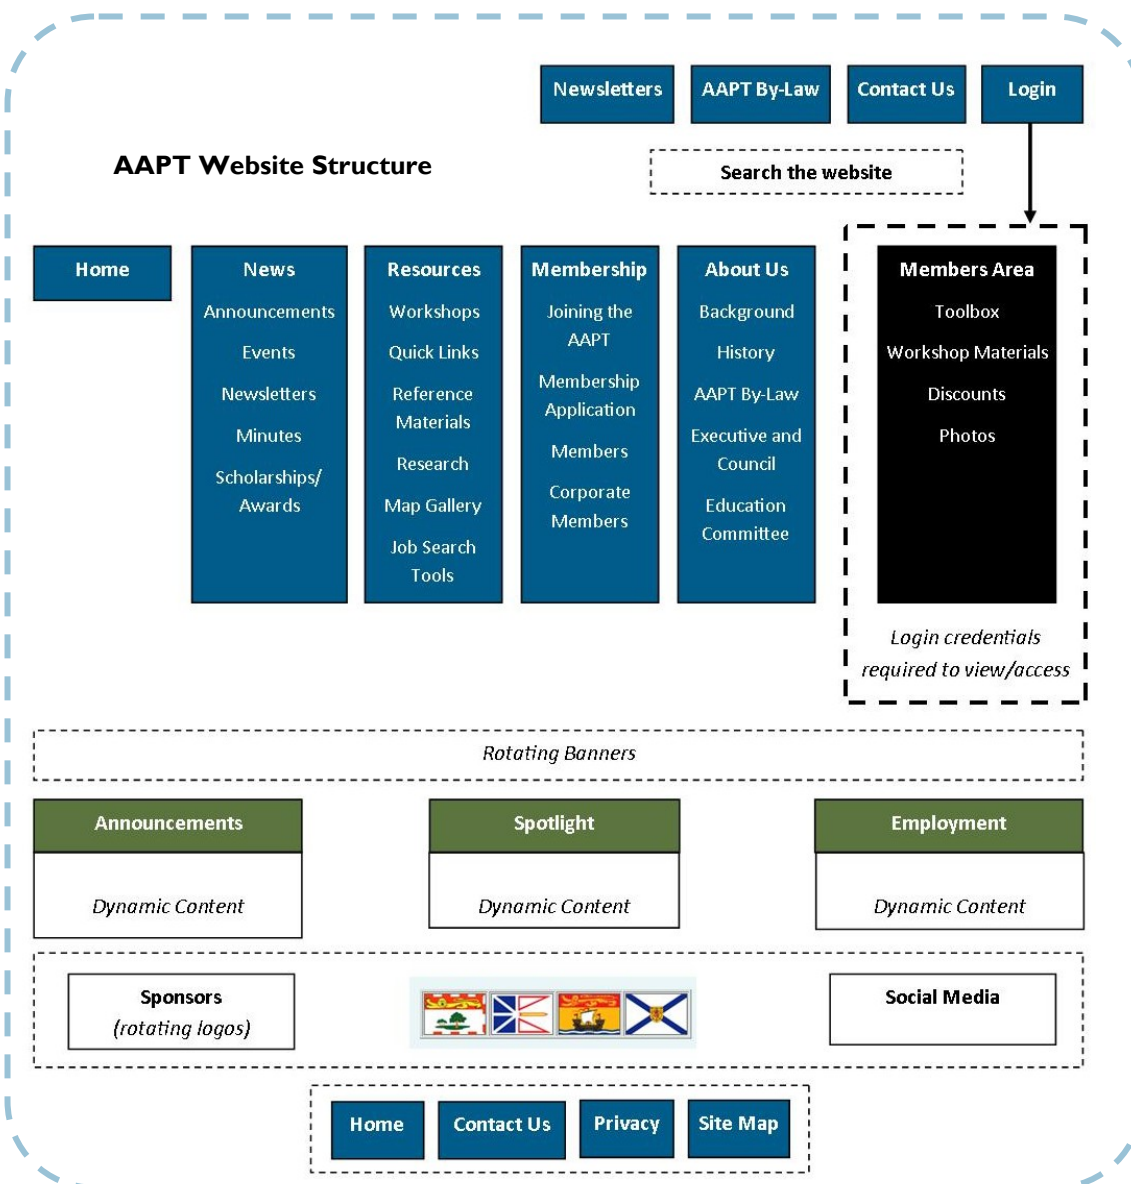 Newsletters
AAPT By-Law
Contact Us
Login
AAPT Website Structure
Search the website
Home
News
Announcements
Events
Newsletters
Minutes
Scholarships/
Awards
Resources
Workshops
Quick Links
Reference
Materials
Research
Map Gallery
Job Search
Tools
Membership
Joining the
AAPT
Membership
Application
Members
Corporate
Members
About Us
Background
History
AAPT By-Law
Executive and
Council
Education
Committee
Members Area
Toolbox
Workshop Materials
Discounts
Photos
Login credentials
required to view/access
Rotating Banners
Announcements
Dynamic Content
Spotlight
Dynamic Content
Employment
Dynamic Content
Sponsors
(rotating logos)
Social Media
Home
Contact Us
Privacy
Site Map